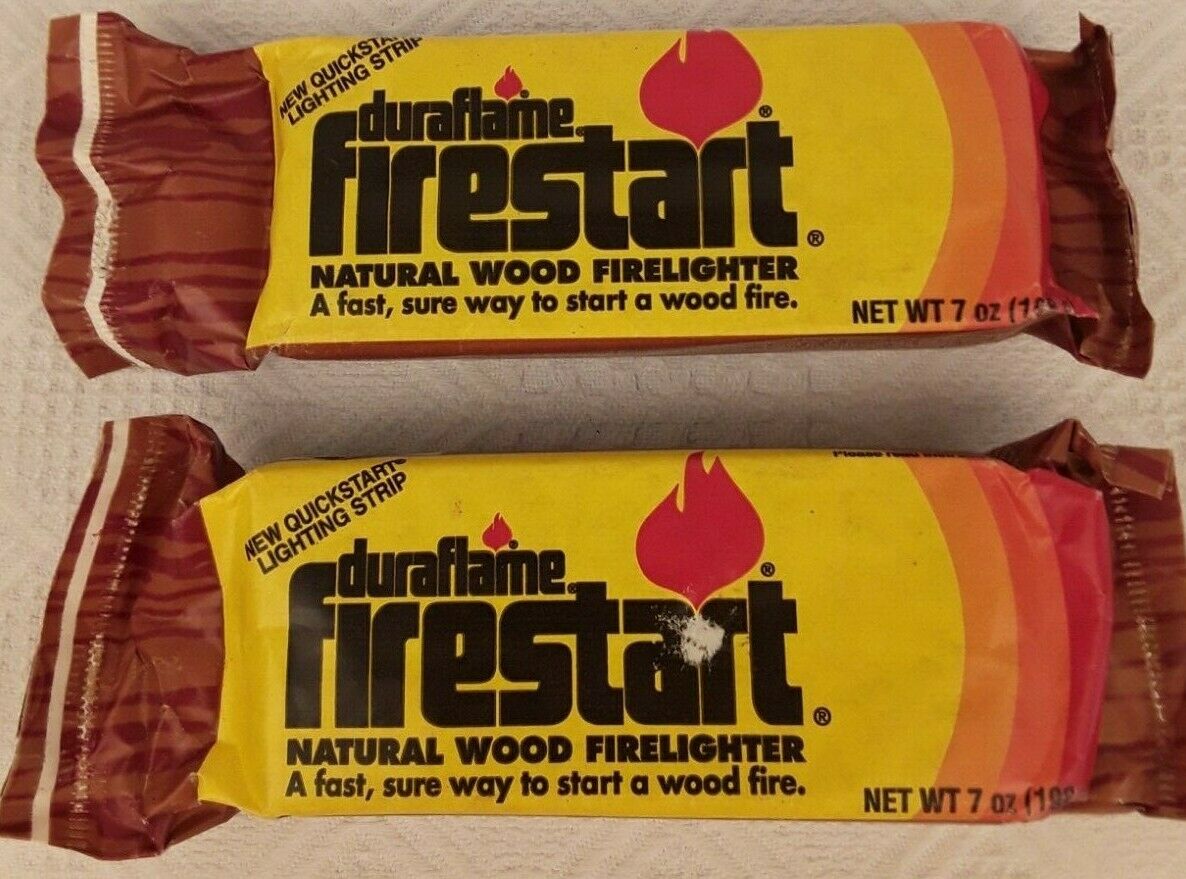 NEW QUICKSTART
LIGHTING STRIP
duraflame®
firestart®
NATURAL WOOD FIRELIGHTER
A fast, sure way to start a wood fire.
NET WT 7 oz
NEW QUICKSTART
LIGHTING STRIP
duraflame®
firestart®
NATURAL WOOD FIRELIGHTER
A fast, sure way to start a wood fire.
NET WT 7 oz